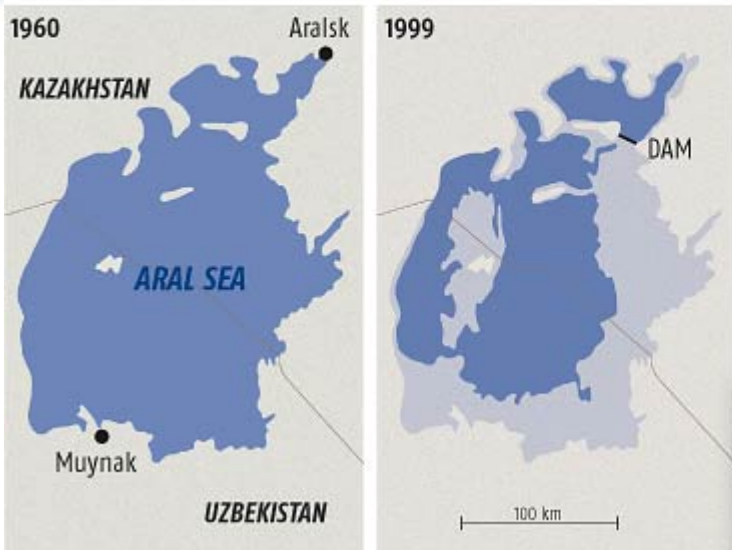 1960
Aralsk
KAZAKHSTAN
ARAL SEA
Muynak
UZBEKISTAN
1999
DAM
100 km